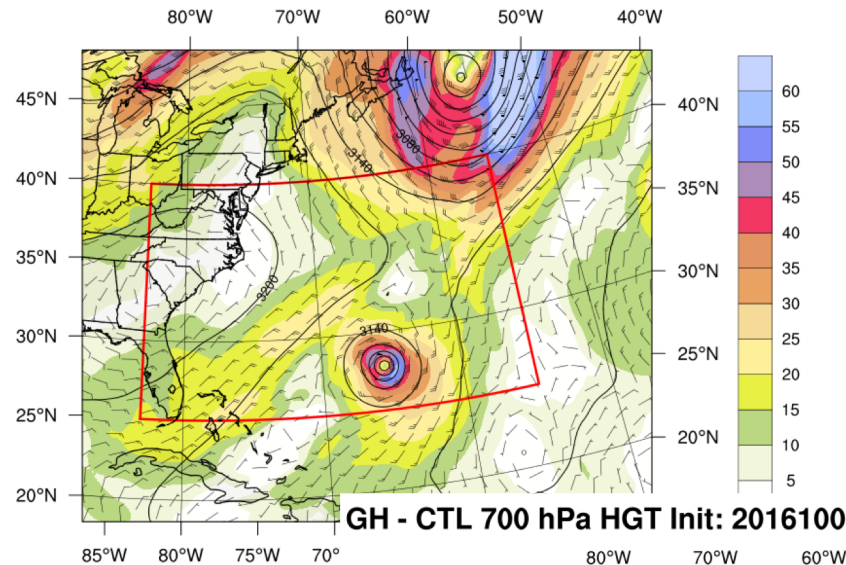 80°W 70°W 60°W 50°W 40°W
45°N 40°N 35°N 30°N 25°N 20°N
3080
3140
3200
3140
40°N 35°N 30°N 25°N 20°N
60 55 50 45 40 35 30 25 20 15 10 5
GH - CTL 700 hPa HGT Init: 2016100
85°W 80°W 75°W 70° 80°W 70°W 60°W